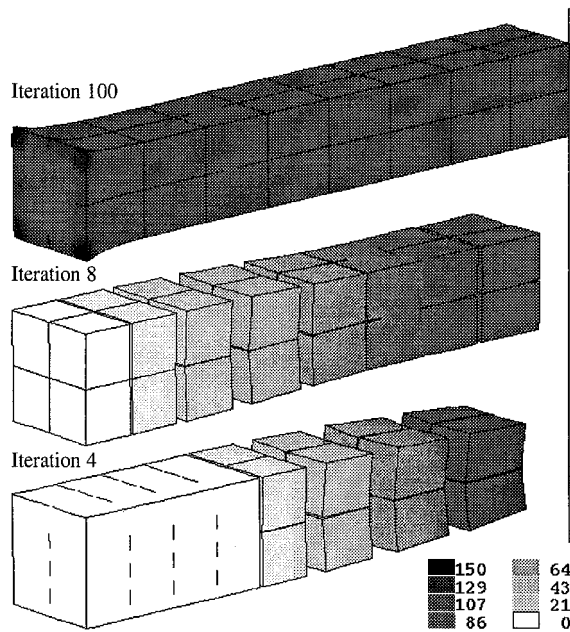 Iteration 100
Iteration 8
Iteration 4
150 64
129 43
107 21
86 0